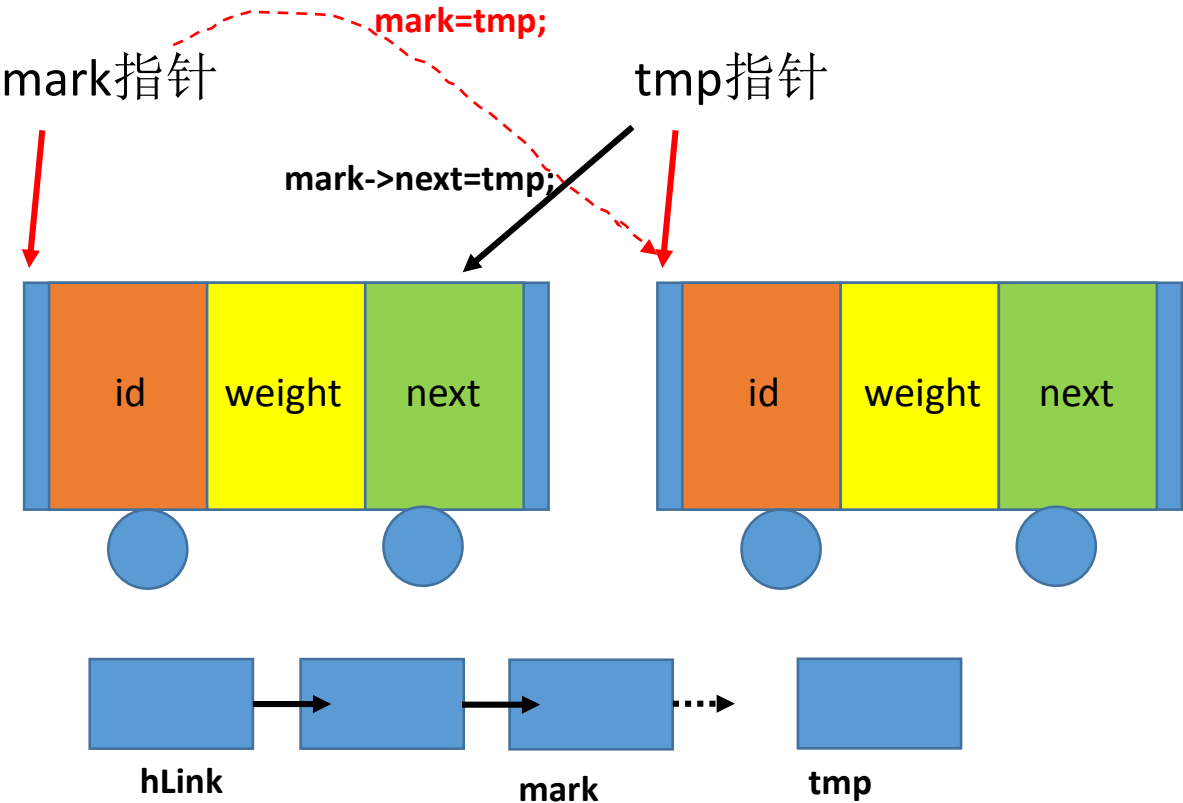 mark=tmp;
mark指针
tmp指针
mark->next=tmp;
id
weight
next
id
weight
next
hLink
mark
tmp